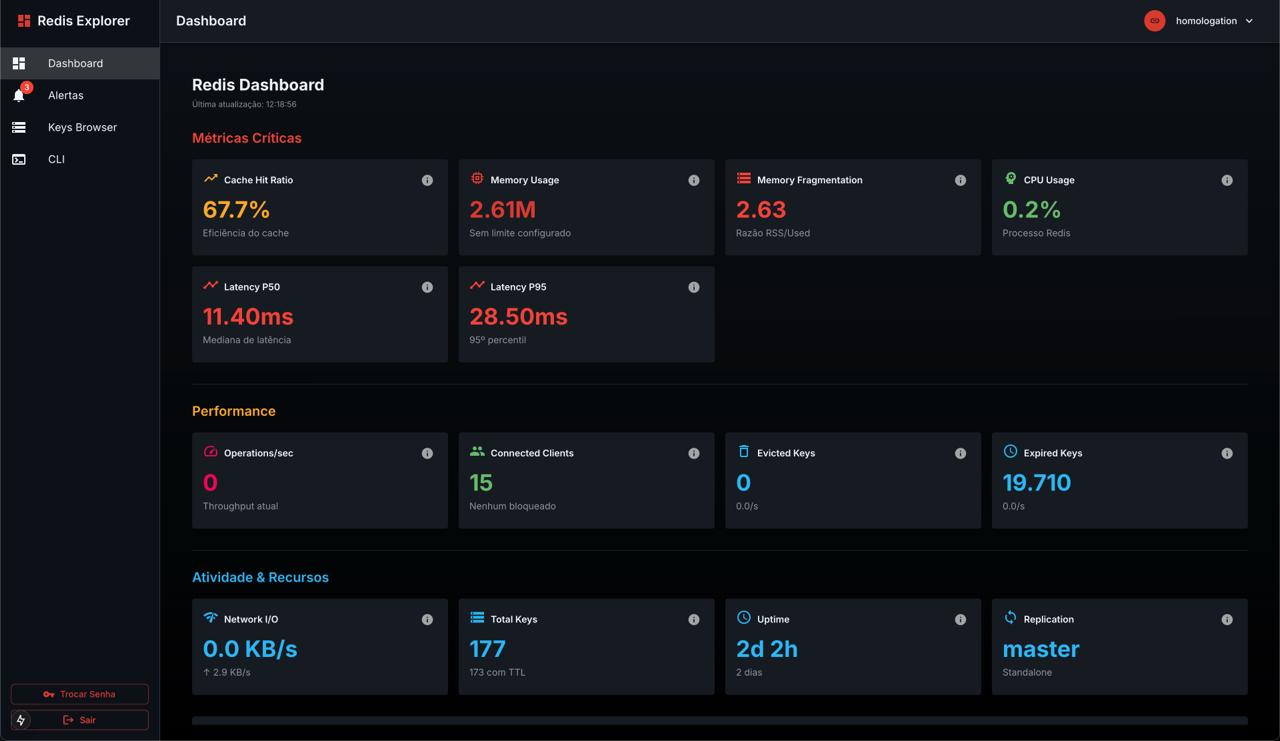 Redis Explorer
Dashboard
homologation
Dashboard
3
Alertas
Keys Browser
CLI
Redis Dashboard
Última atualização: 12:18:56
Métricas Críticas
Cache Hit Ratio
67.7%
Eficiência do cache
Memory Usage
2.61M
Sem limite configurado
Memory Fragmentation
2.63
Razão RSS/Used
CPU Usage
0.2%
Processo Redis
Latency P50
11.40ms
Mediana de latência
Latency P95
28.50ms
95º percentil
Performance
Operations/sec
0
Throughput atual
Connected Clients
15
Nenhum bloqueado
Evicted Keys
0
0.0/s
Expired Keys
19.710
0.0/s
Atividade & Recursos
Network I/O
0.0 KB/s
↑ 2.9 KB/s
Total Keys
177
173 com TTL
Uptime
2d 2h
2 dias
Replication
master
Standalone
Trocar Senha
Sair